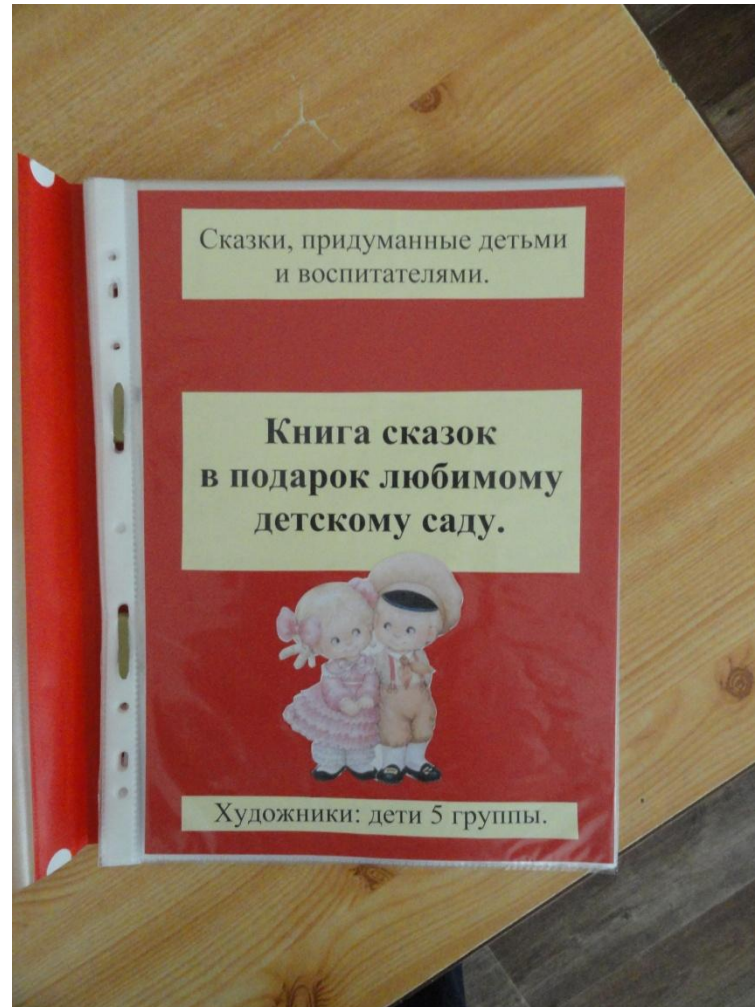 Сказки, придуманные детьми
и воспитателями.
Книга сказок
в подарок любимому
детскому саду.
Художники: дети 5 группы.